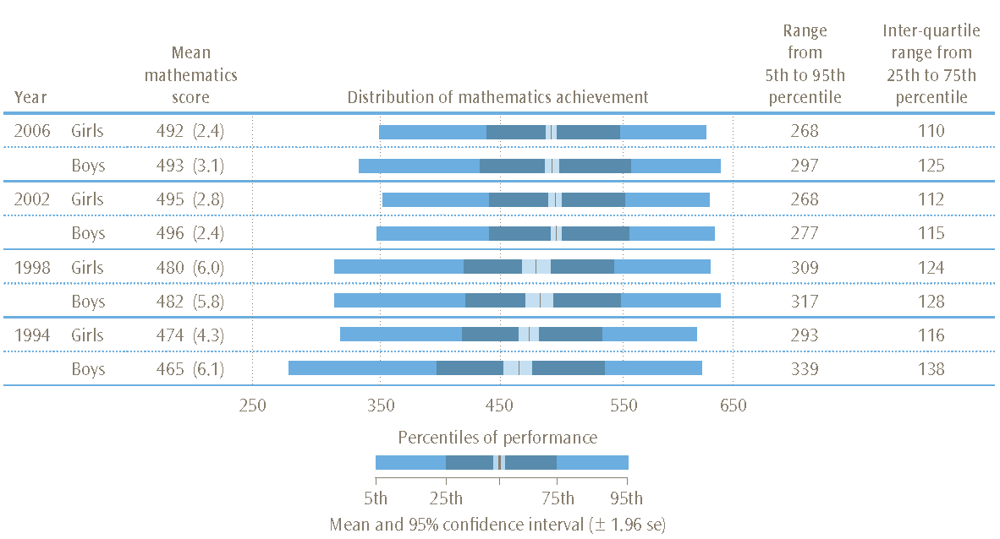 Year
Mean
mathematics
score
Distribution of mathematics achievement
Range
from
5th to 95th
percentile
Inter-quartile
range from
25th to 75th
percentile
2006 Girls 492 (2.4) 268 110
Boys 493 (3.1) 297 125
2002 Girls 495 (2.8) 268 112
Boys 496 (2.4) 277 115
1998 Girls 480 (6.0) 309 124
Boys 482 (5.8) 317 128
1994 Girls 474 (4.3) 293 116
Boys 465 (6.1) 339 138
250 350 450 550 650
Percentiles of performance
5th 25th 75th 95th
Mean and 95% confidence interval (± 1.96 se)